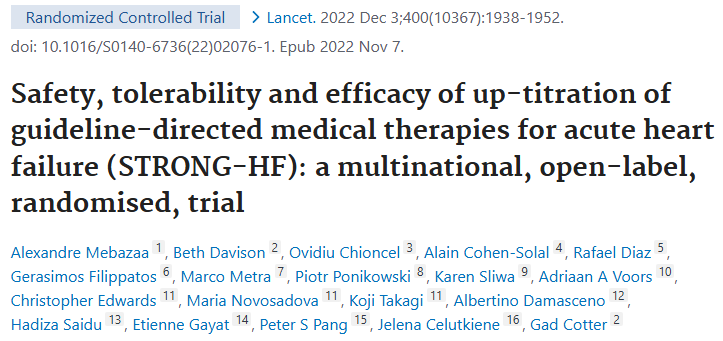 Randomized Controlled Trial > Lancet. 2022 Dec 3;400(10367):1938-1952.
doi: 10.1016/S0140-6736(22)02076-1. Epub 2022 Nov 7.
Safety, tolerability and efficacy of up-titration of
guideline-directed medical therapies for acute heart
failure (STRONG-HF): a multinational, open-label,
randomised, trial
Alexandre Mebazaa 1, Beth Davison 2, Ovidiu Chioncel 3, Alain Cohen-Solal 4, Rafael Diaz 5,
Gerasimos Filippatos 6, Marco Metra 7, Piotr Ponikowski 8, Karen Sliwa 9, Adriaan A Voors 10,
Christopher Edwards 11, Maria Novosadova 11, Koji Takagi 11, Albertino Damasceno 12,
Hadiza Saidu 13, Etienne Gayat 14, Peter S Pang 15, Jelena Celutkiene 16, Gad Cotter 2